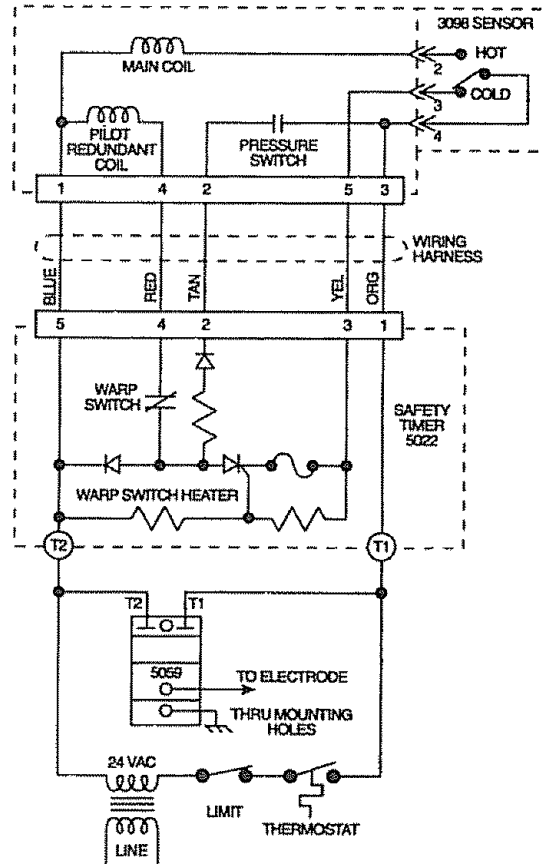 3098 SENSOR
HOT
MAIN COIL
2
COLD
3
PILOT
REDUNDANT
COIL
PRESSURE
SWITCH
4
1 4 2 5 3
WIRING
HARNESS
BLUE
RED
TAN
YEL
ORG
5 4 2 3 1
WARP
SWITCH
SAFETY
TIMER
5022
WARP SWITCH HEATER
T2
T1
T2 T1
5059
TO ELECTRODE
THRU MOUNTING
HOLES
24 VAC
LIMIT
THERMOSTAT
LINE